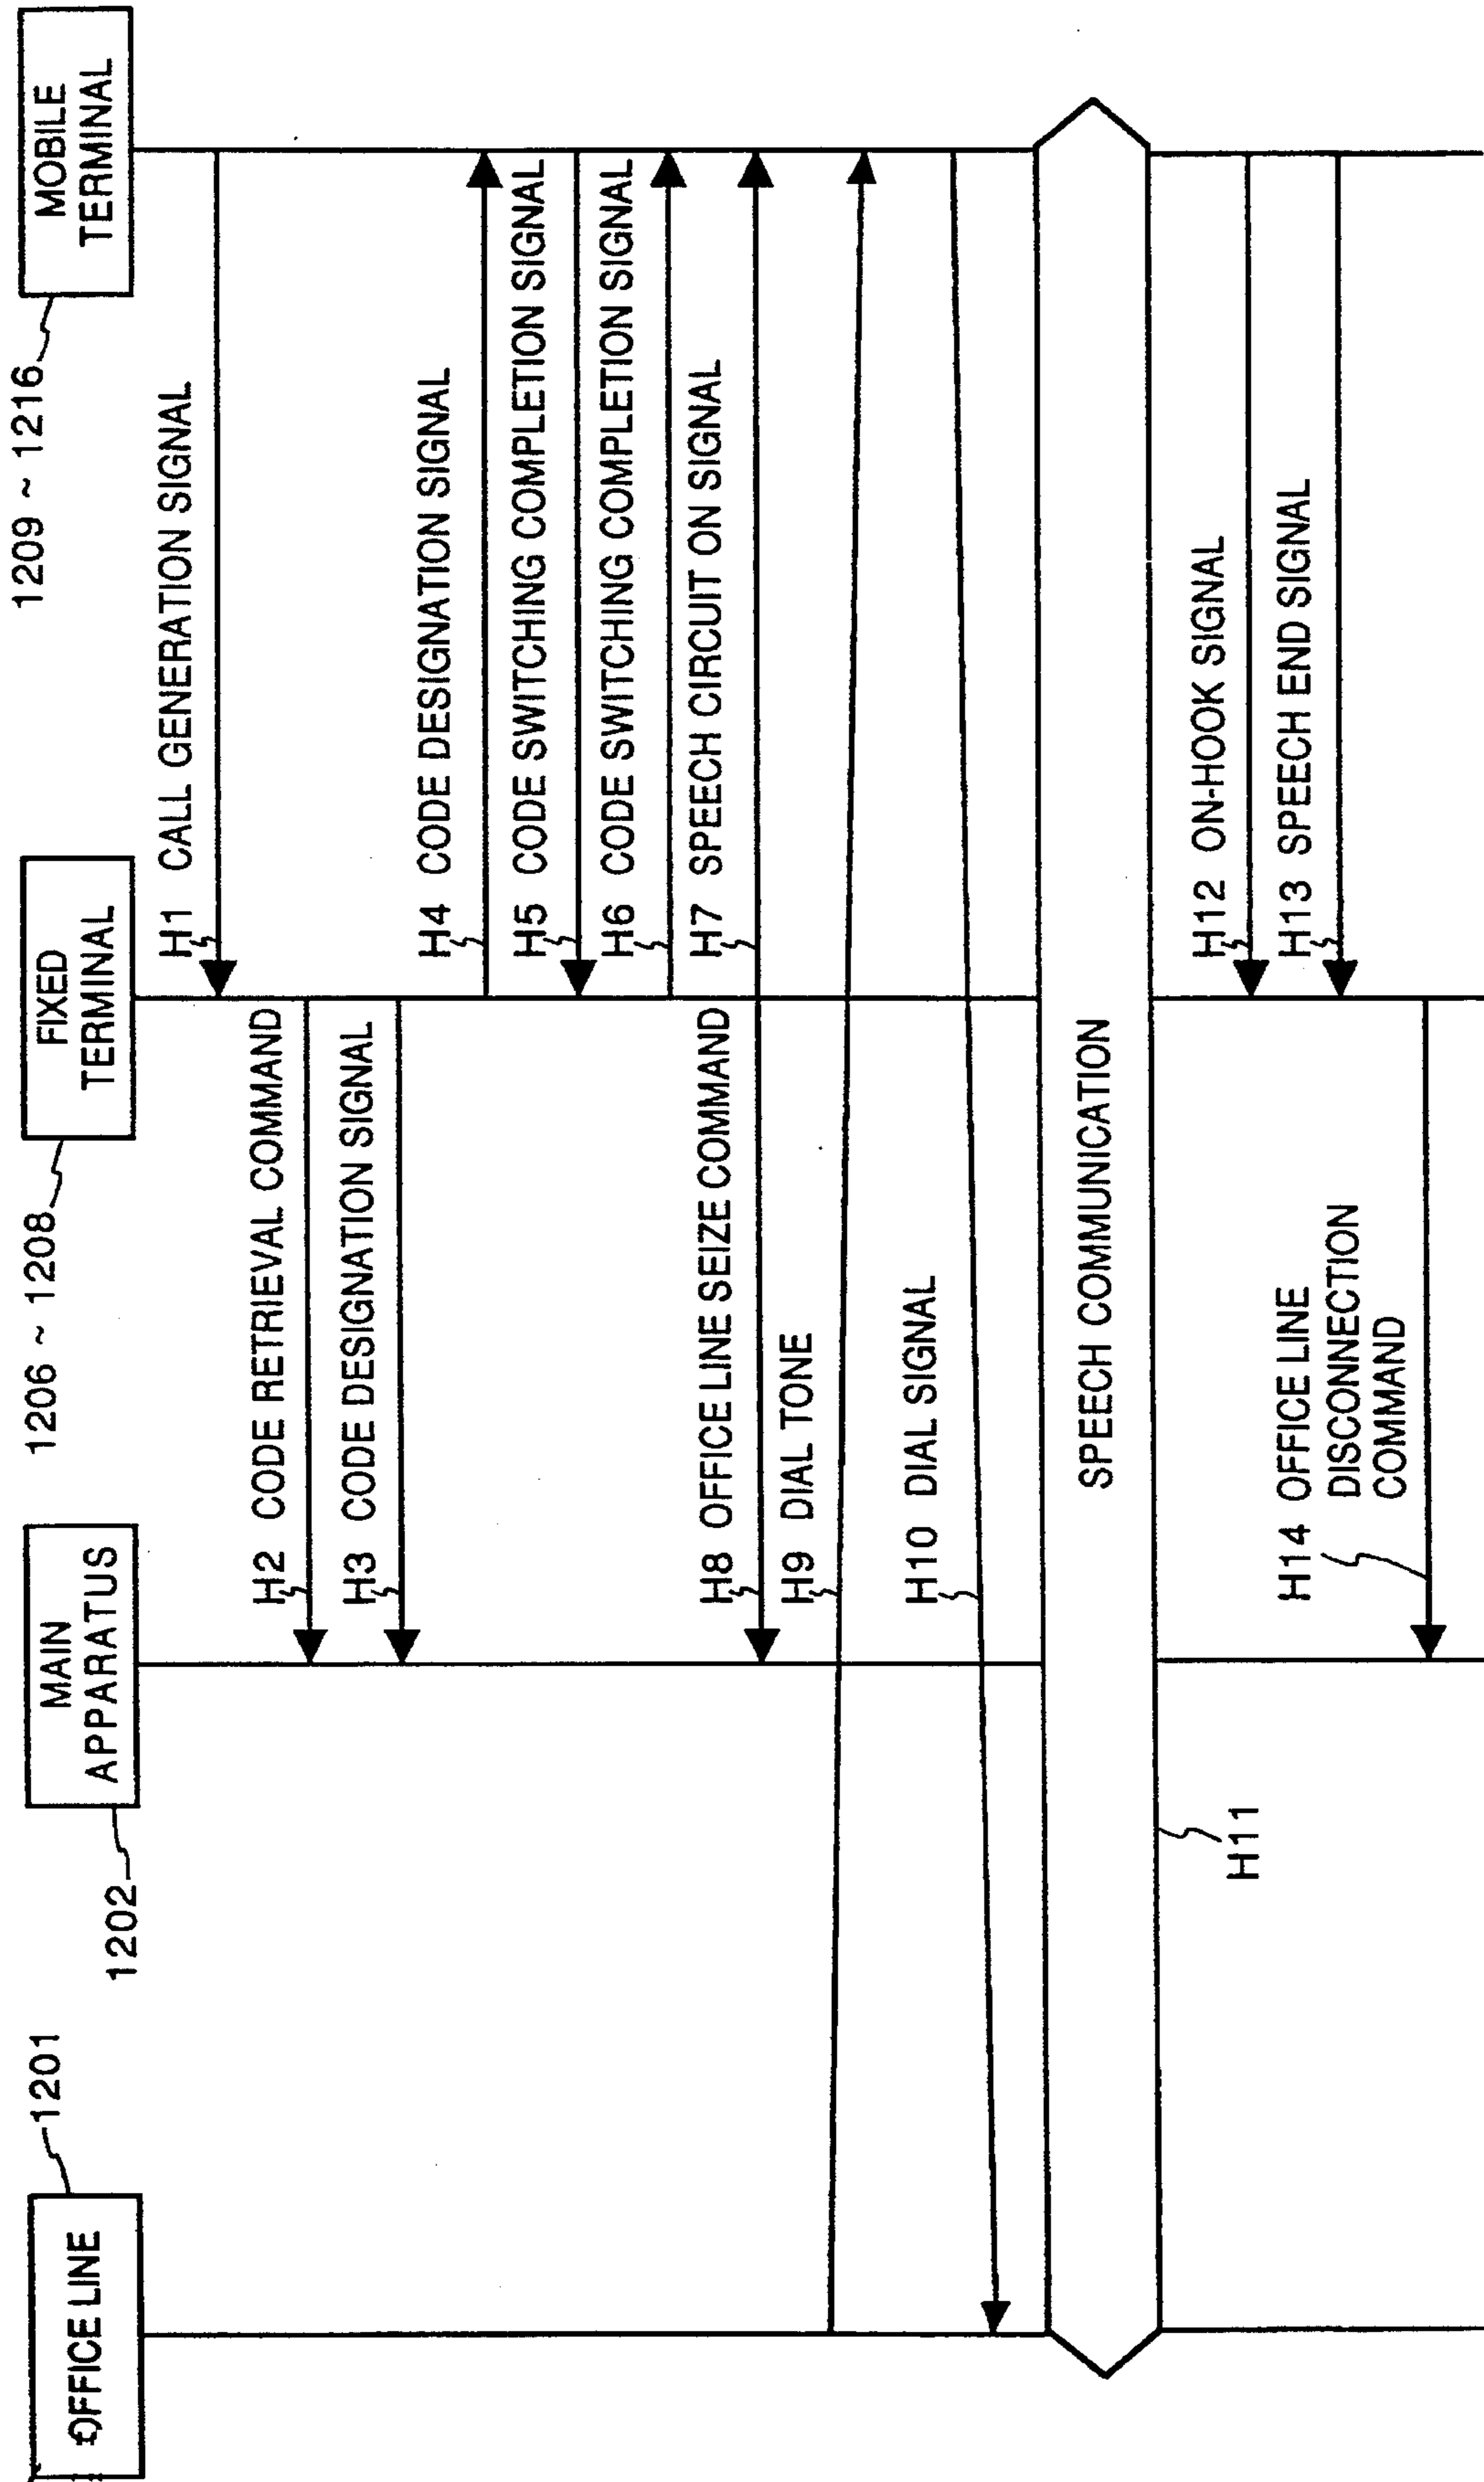 OFFICE LINE
1201
MAIN
APPARATUS
1202
FIXED
TERMINAL
1206 ~ 1208
MOBILE
TERMINAL
1209 ~ 1216
H1 CALL GENERATION SIGNAL
H2 CODE RETRIEVAL COMMAND
H3 CODE DESIGNATION SIGNAL
H4 CODE DESIGNATION SIGNAL
H5 CODE SWITCHING COMPLETION SIGNAL
H6 CODE SWITCHING COMPLETION SIGNAL
H7 SPEECH CIRCUIT ON SIGNAL
H8 OFFICE LINE SEIZE COMMAND
H9 DIAL TONE
H10 DIAL SIGNAL
SPEECH COMMUNICATION
H11
H12 ON-HOOK SIGNAL
H13 SPEECH END SIGNAL
H14 OFFICE LINE
DISCONNECTION
COMMAND